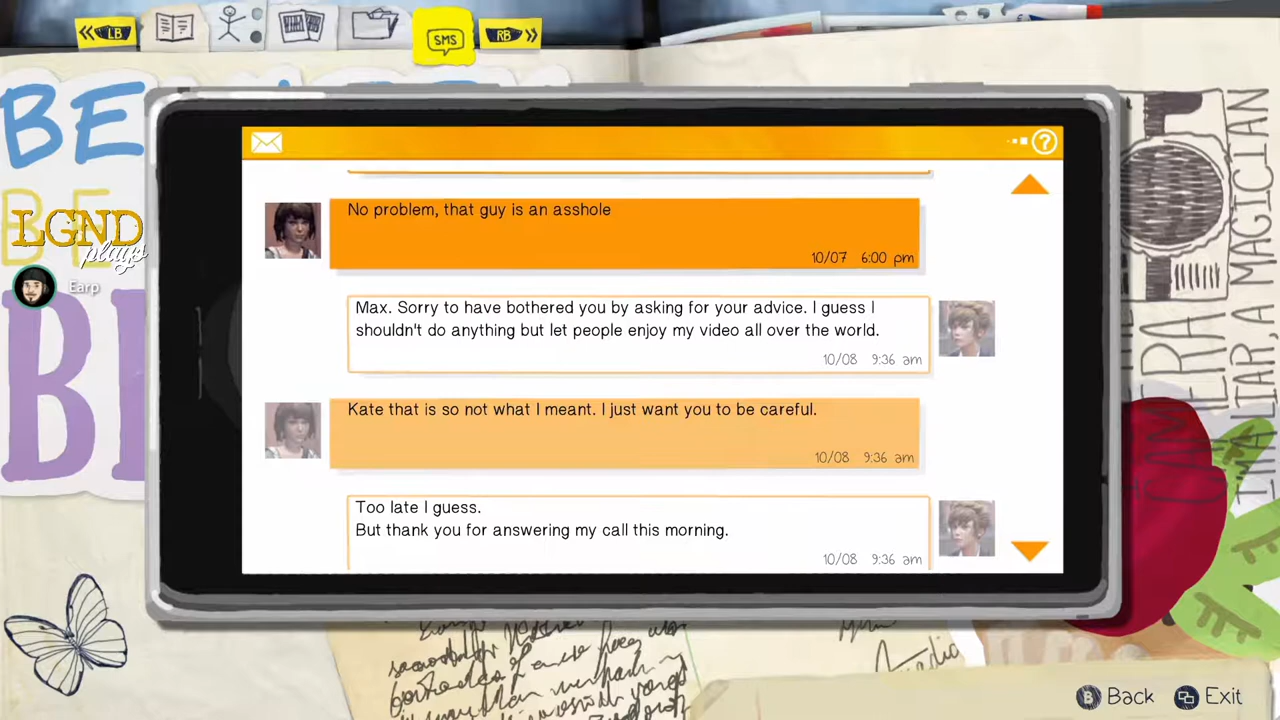 LB
SMS
RB
BE
BE
LGND
plays
Earp
BE
No problem, that guy is an asshole
10/07 6:00 pm
Max. Sorry to have bothered you by asking for your advice. I guess I
shouldn't do anything but let people enjoy my video all over the world.
10/08 9:36 am
Kate that is so not what I meant. I just want you to be careful.
10/08 9:36 am
Too late I guess.
But thank you for answering my call this morning.
10/08 9:36 am
LIAR, A MAGICIAN
Back
Exit